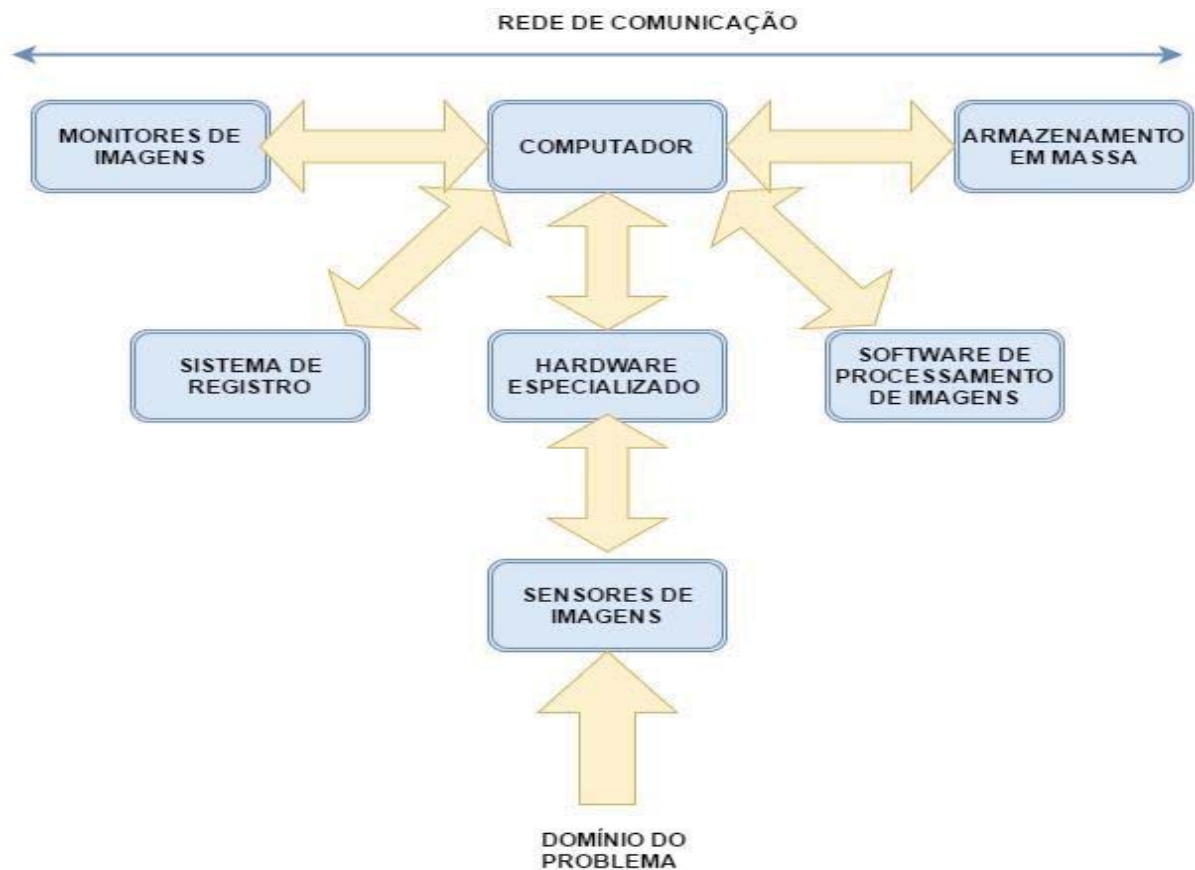 REDE DE COMUNICAÇÃO
MONITORES DE
IMAGENS
COMPUTADOR
ARMAZENAMENTO
EM MASSA
SISTEMA DE
REGISTRO
HARDWARE
ESPECIALIZADO
SOFTWARE DE
PROCESSAMENTO
DE IMAGENS
SENSORES DE
IMAGENS
DOMÍNIO DO
PROBLEMA